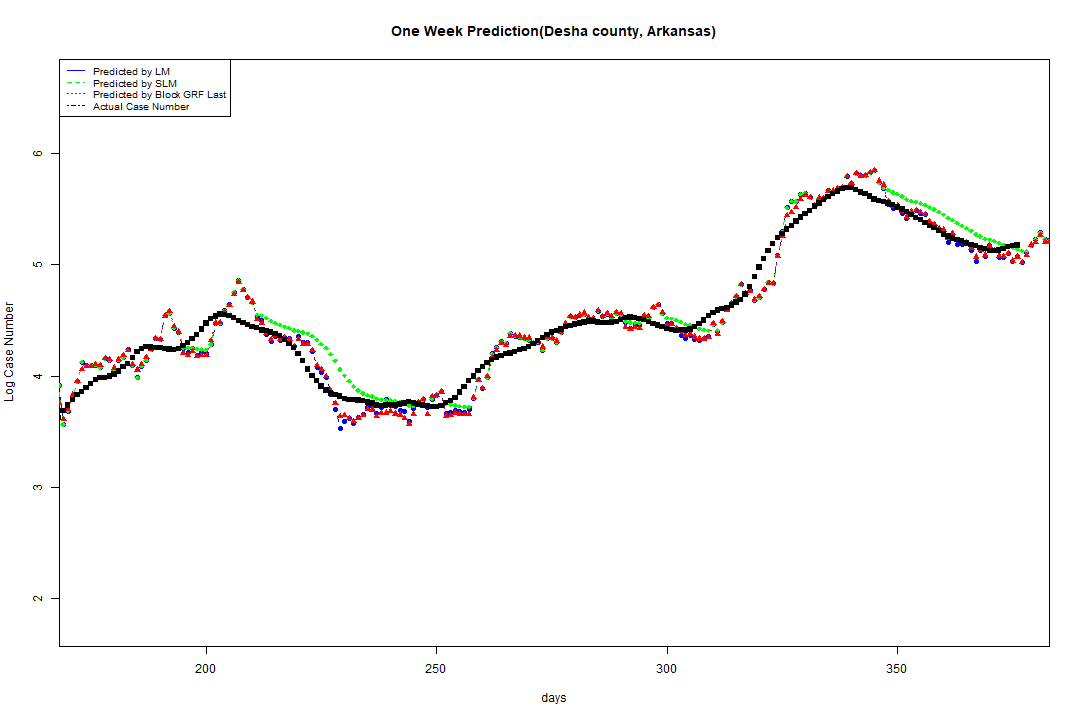 One Week Prediction(Desha county, Arkansas)
Predicted by LM
Predicted by SLM
Predicted by Block GRF Last
Actual Case Number
6
5
4
3
2
Log Case Number
200
250
300
350
days